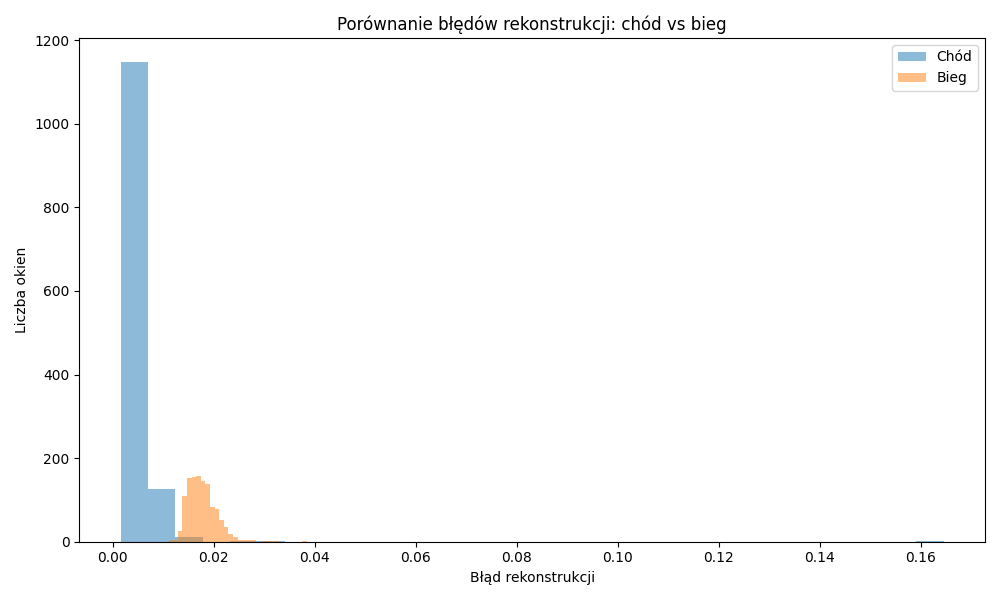 Porównanie błędów rekonstrukcji: chód vs bieg
Chód
Bieg
Liczba okien
1200
1000
800
600
400
200
0
0.00 0.02 0.04 0.06 0.08 0.10 0.12 0.14 0.16
Błąd rekonstrukcji